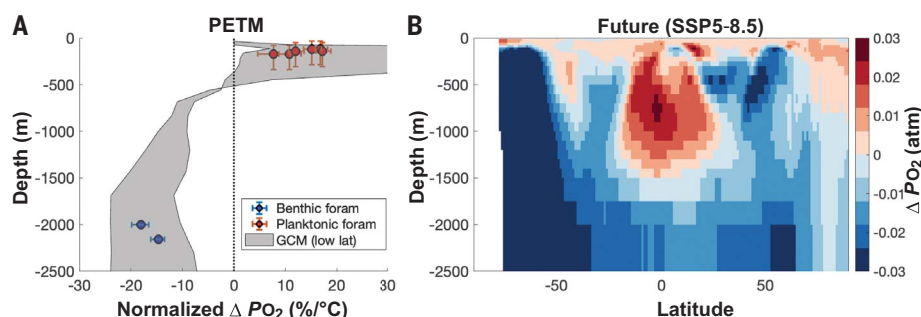 A
PETM
Depth (m)
0
-500
-1000
-1500
-2000
-2500
Benthic foram
Planktonic foram
GCM (low lat)
-30
-20
-10
0
10
20
30
Normalized Δ PO₂ (%/°C)
B
Future (SSP5-8.5)
Depth (m)
0
-500
-1000
-1500
-2000
-2500
-50
0
50
Latitude
0.03
0.02
0.01
0
-0.01
-0.02
-0.03
Δ PO₂ (atm)